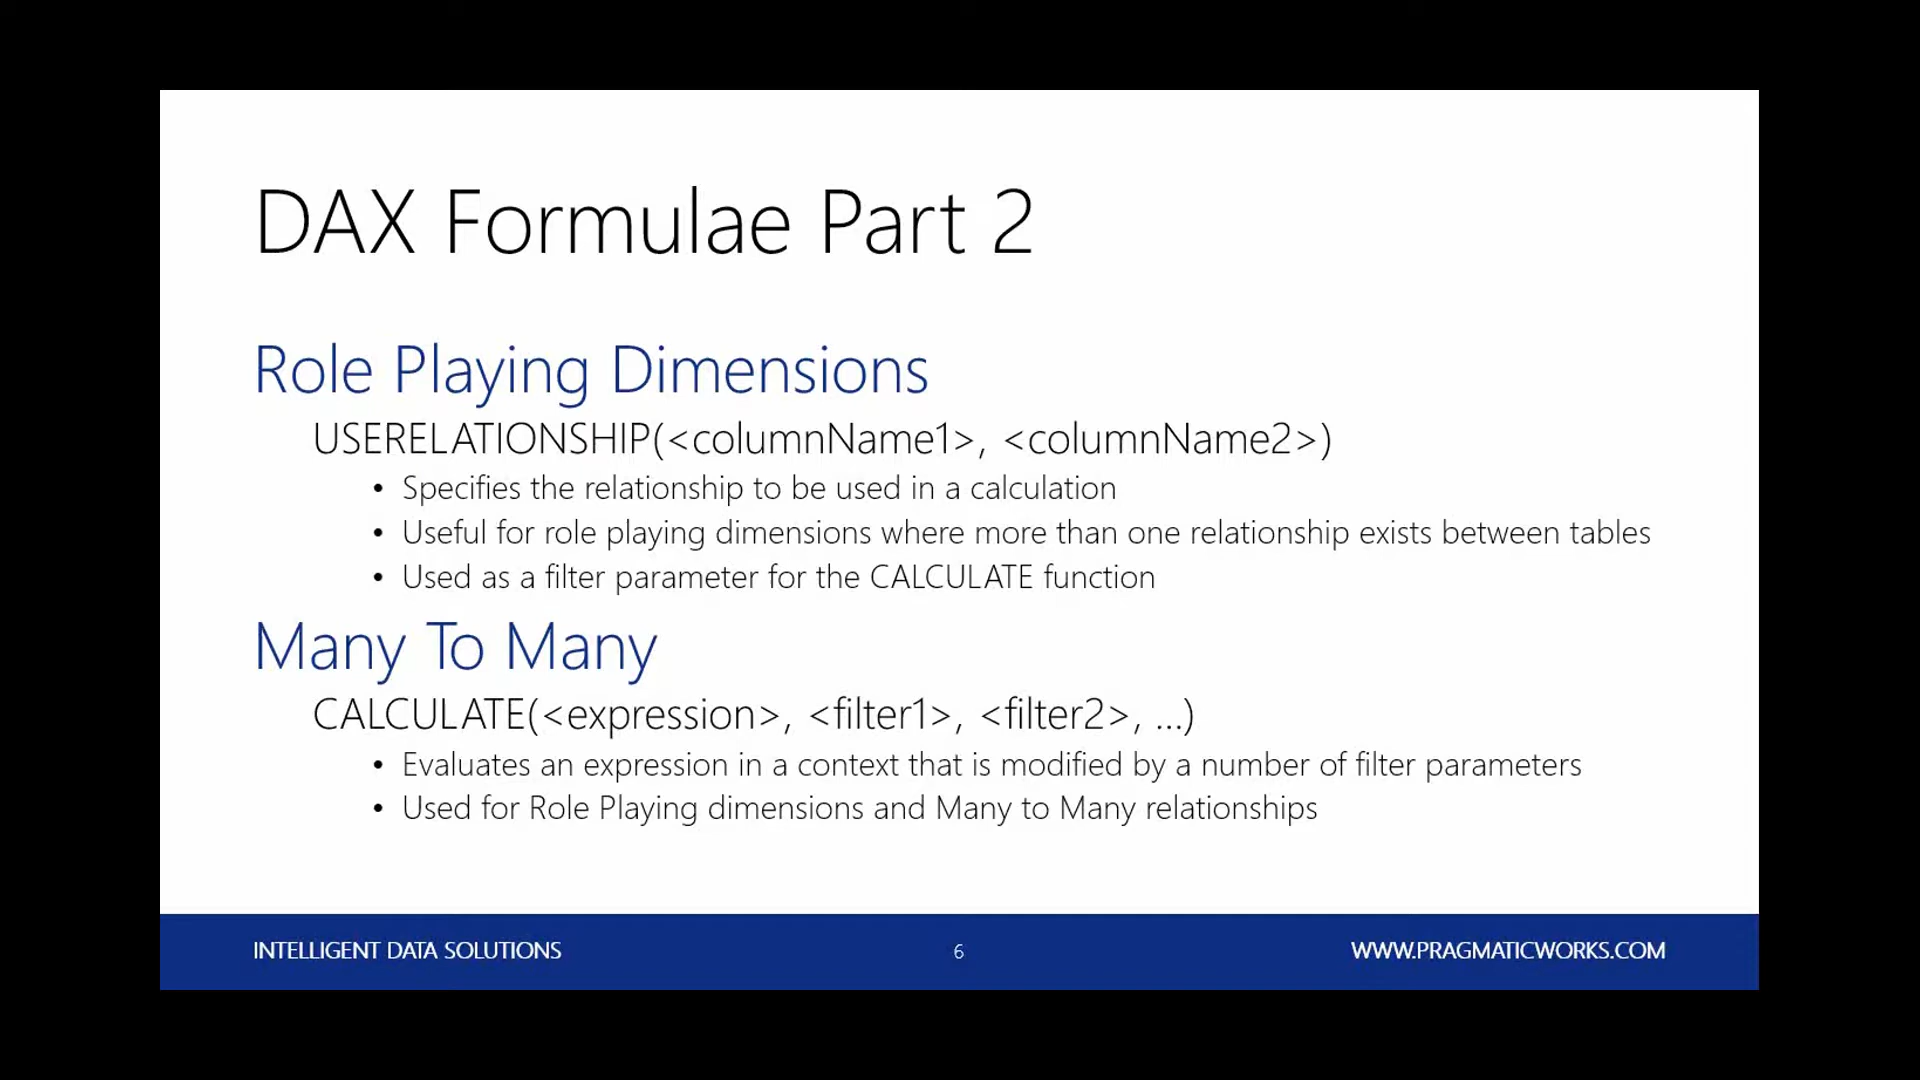 DAX Formulae Part 2
Role Playing Dimensions
USERELATIONSHIP(<columnName1>, <columnName2>)
• Specifies the relationship to be used in a calculation
• Useful for role playing dimensions where more than one relationship exists between tables
• Used as a filter parameter for the CALCULATE function
Many To Many
CALCULATE(<expression>, <filter1>, <filter2>, ...)
• Evaluates an expression in a context that is modified by a number of filter parameters
• Used for Role Playing dimensions and Many to Many relationships
INTELLIGENT DATA SOLUTIONS
6
WWW.PRAGMATICWORKS.COM